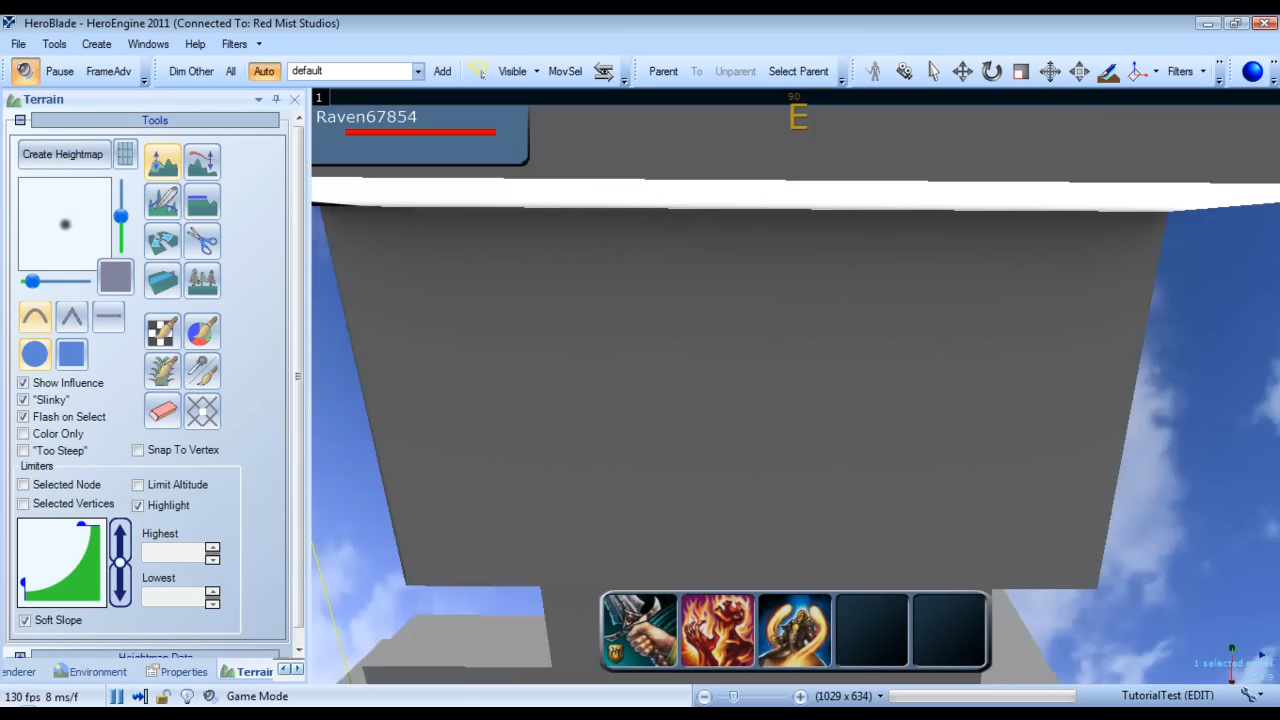 HeroBlade - HeroEngine 2011 (Connected To: Red Mist Studios)
File Tools Create Windows Help Filters
Pause FrameAdv Dim Other All Auto default Add Visible MovSel Parent To Unparent Select Parent Filters
Terrain
Tools
Create Heightmap
Show Influence
"Slinky"
Flash on Select
Color Only
"Too Steep" Snap To Vertex
Limiters
Selected Node Limit Altitude
Selected Vertices Highlight
Highest
Lowest
Soft Slope
Heightmap Data
enderer Environment Properties Terrain
1
Raven67854
90
E
130 fps 8 ms/f Game Mode (1029 x 634) TutorialTest (EDIT)